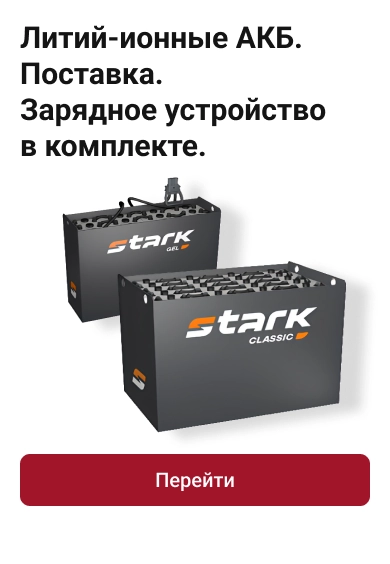 Литий-ионные АКБ.
Поставка.
Зарядное устройство
в комплекте.
stark
GEL
stark
CLASSIC
Перейти